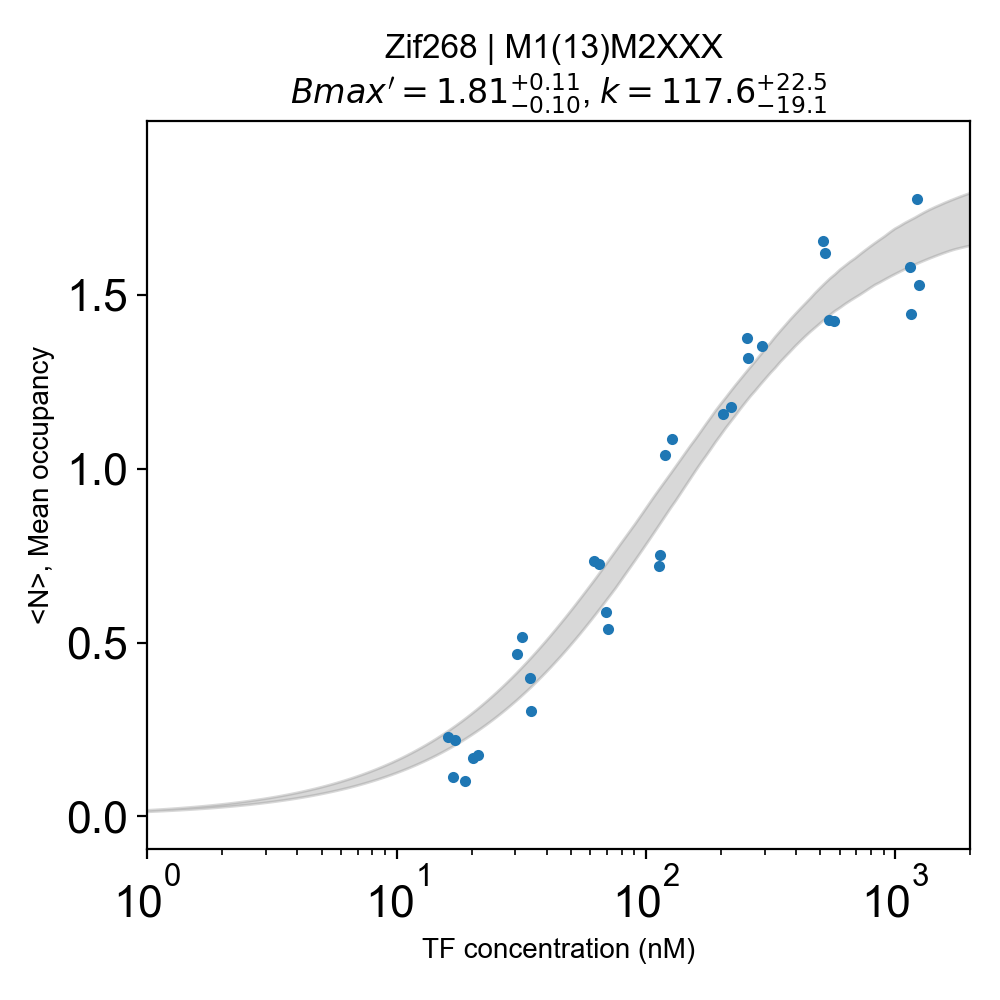 Zif268 | M1(13)M2XXX
Bmax′ = 1.81+0.11−0.10, k = 117.6+22.5−19.1
<N>, Mean occupancy
1.5
1.0
0.5
0.0
10^0 10^1 10^2 10^3
TF concentration (nM)